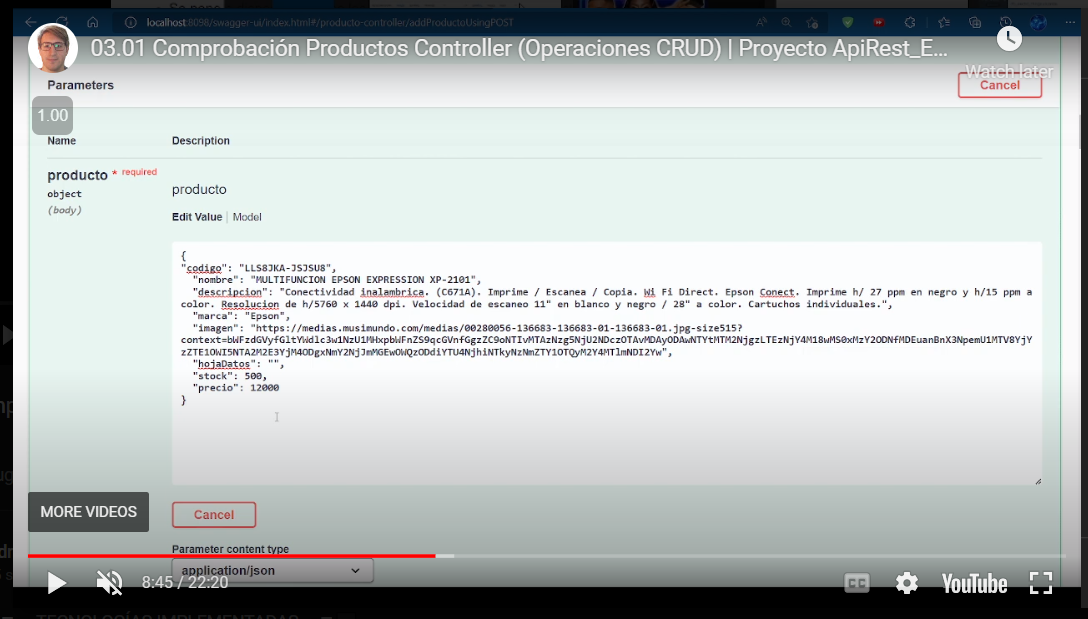 localhost:8098/swagger-ui/index.html#/producto-controller/addProductoUsingPOST
03.01 Comprobación Productos Controller (Operaciones CRUD) | Proyecto ApiRest_E...
Watch later
Parameters
Cancel
1.00
Name Description
producto * required
object
(body)
producto
Edit Value | Model
{
"codigo": "LLS8JKA-JSJSU8",
"nombre": "MULTIFUNCION EPSON EXPRESSION XP-2101",
"descripcion": "Conectividad inalambrica. (C671A). Imprime / Escanea / Copia. Wi Fi Direct. Epson Conect. Imprime h/ 27 ppm en negro y h/15 ppm a
color. Resolucion de h/5760 x 1440 dpi. Velocidad de escaneo 11" en blanco y negro / 28" a color. Cartuchos individuales.",
"marca": "Epson",
"imagen": "https://medias.musimundo.com/medias/00280056-136683-136683-01-136683-01.jpg-size515?
"hojaDatos": "",
"stock": 500,
"precio": 12000
}
MORE VIDEOS
Cancel
Parameter content type
application/json
8:45 / 22:20
CC
YouTube
TECNOLOGÍAS IMPLEMENTADAS